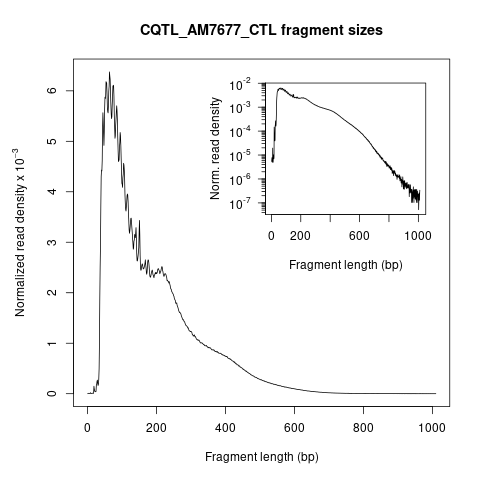 CQTL_AM7677_CTL fragment sizes
Normalized read density x 10⁻³
6
5
4
3
2
1
0
0 200 400 600 800 1000
Fragment length (bp)
Norm. read density
10⁻²
10⁻³
10⁻⁴
10⁻⁵
10⁻⁶
10⁻⁷
0 200 600 1000
Fragment length (bp)